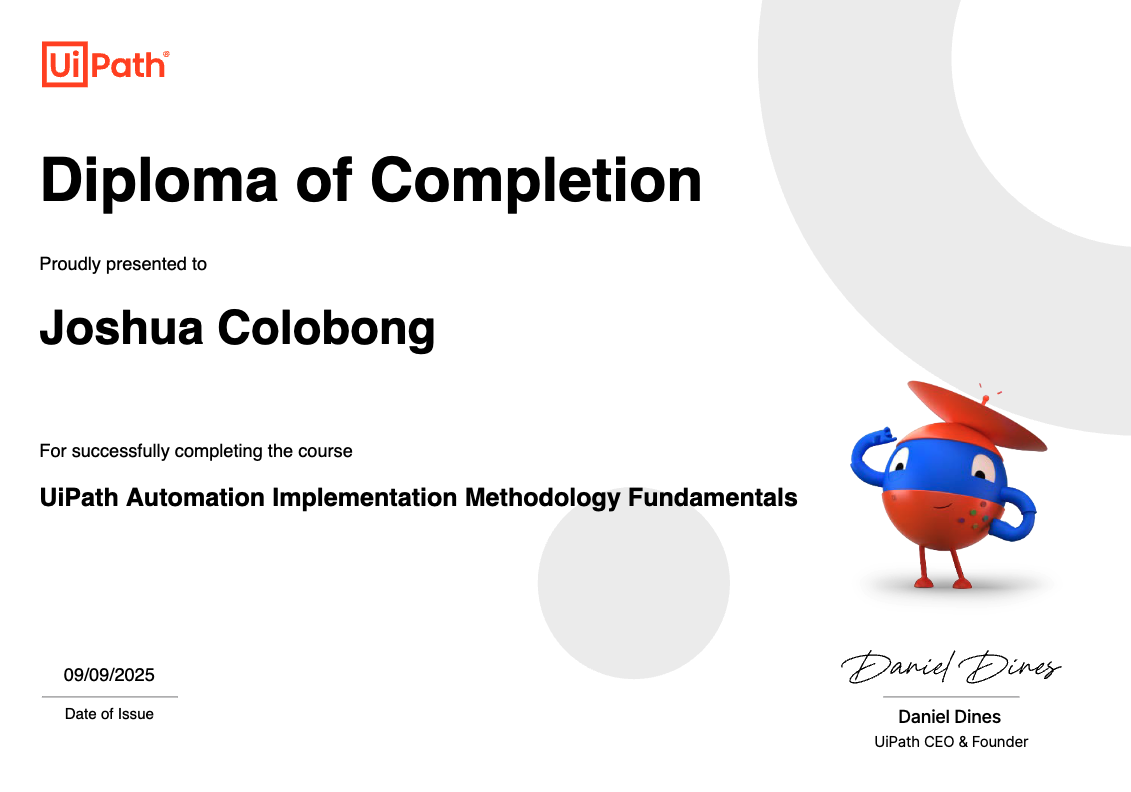 UiPath®
Diploma of Completion
Proudly presented to
Joshua Colobong
For successfully completing the course
UiPath Automation Implementation Methodology Fundamentals
09/09/2025
Date of Issue
Daniel Dines
Daniel Dines
UiPath CEO & Founder